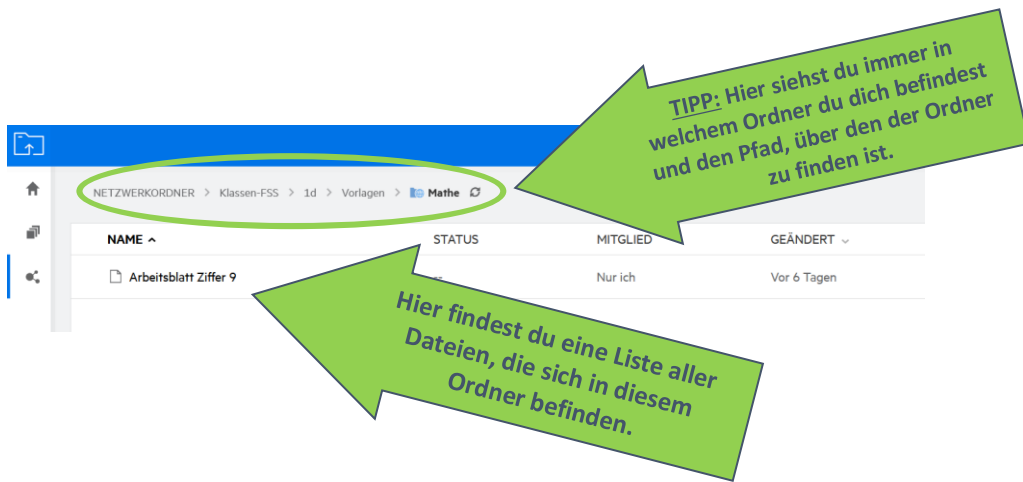 TIPP: Hier siehst du immer in
welchem Ordner du dich befindest
und den Pfad, über den der Ordner
zu finden ist.
NETZWERKORDNER > Klassen-FSS > 1d > Vorlagen > Mathe
NAME STATUS MITGLIED GEÄNDERT
Arbeitsblatt Ziffer 9 -- Nur ich Vor 6 Tagen
Hier findest du eine Liste aller
Dateien, die sich in diesem
Ordner befinden.